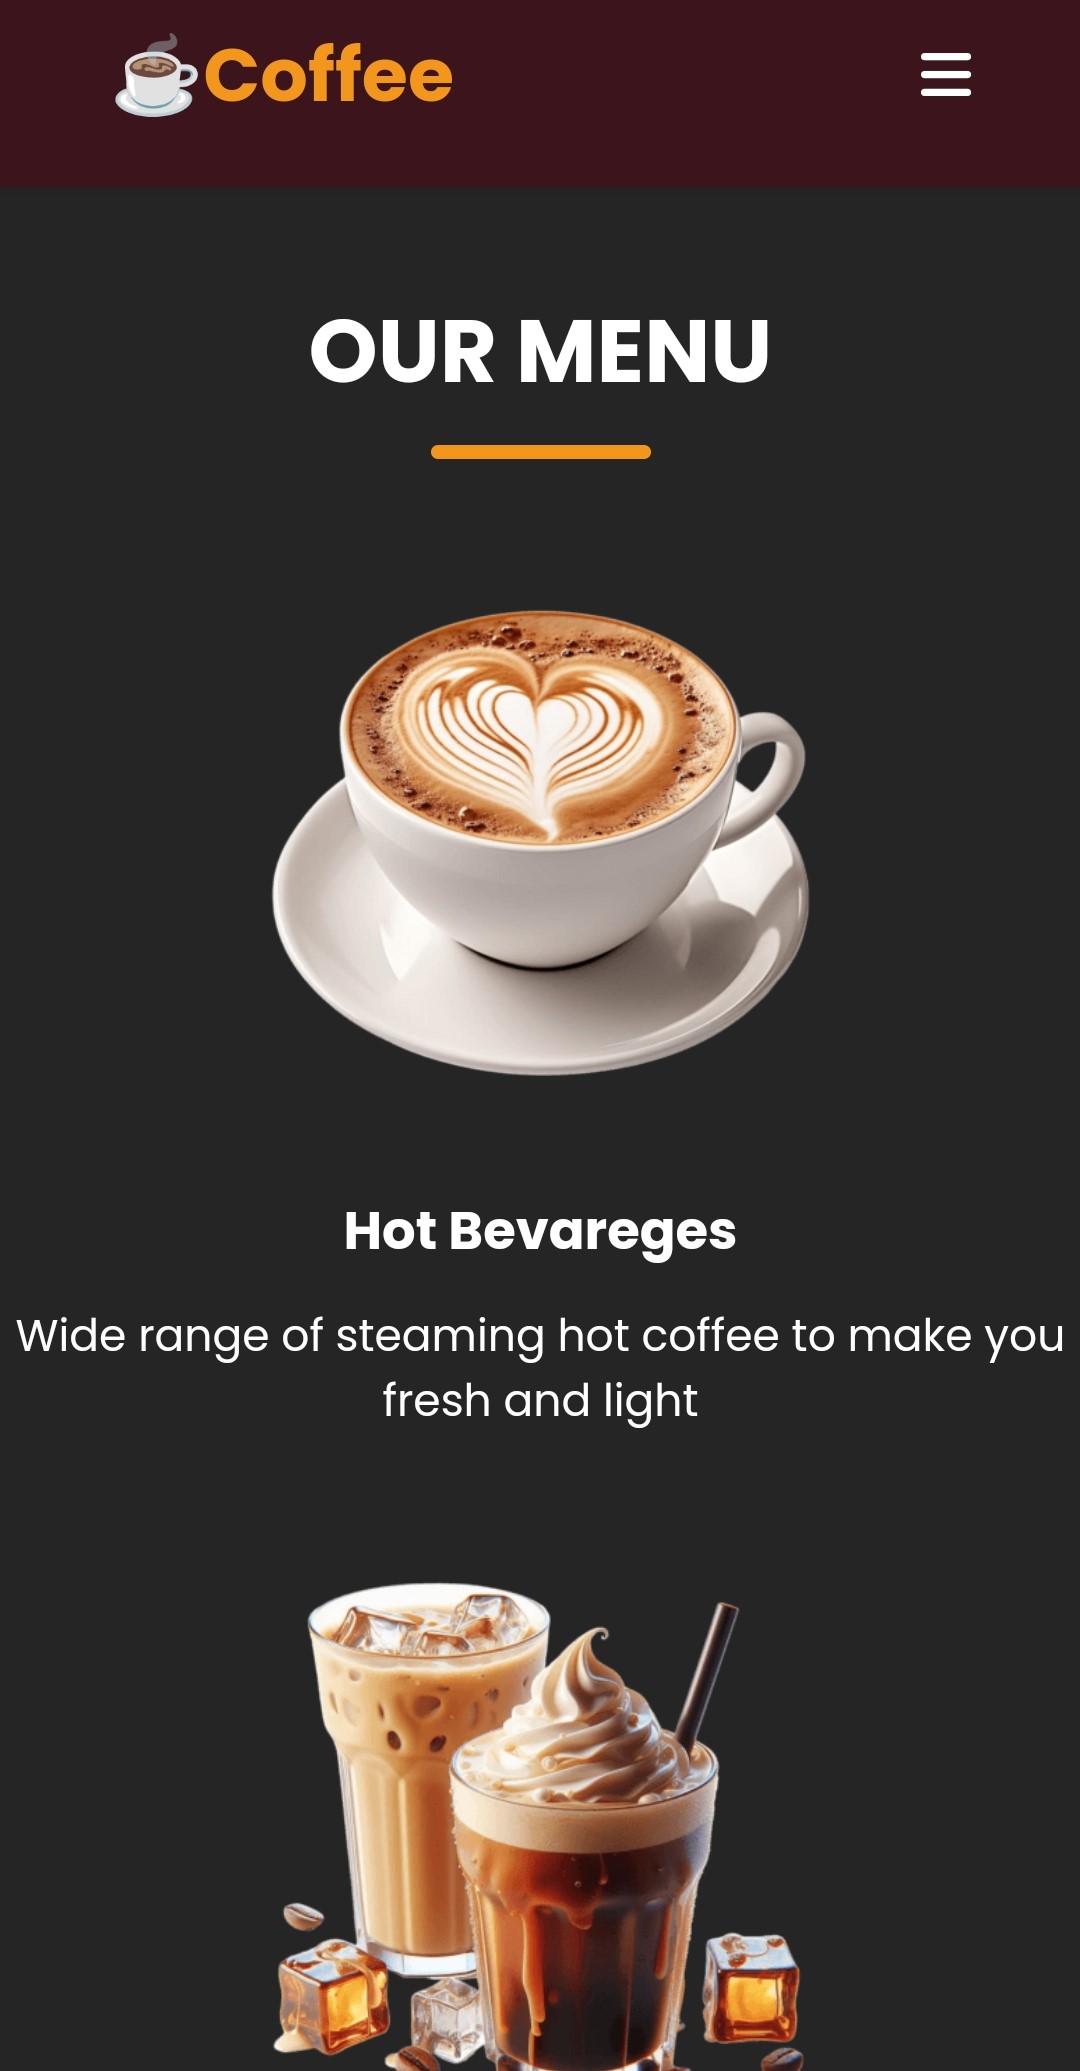 ☕Coffee
OUR MENU
Hot Bevareges
Wide range of steaming hot coffee to make you
fresh and light